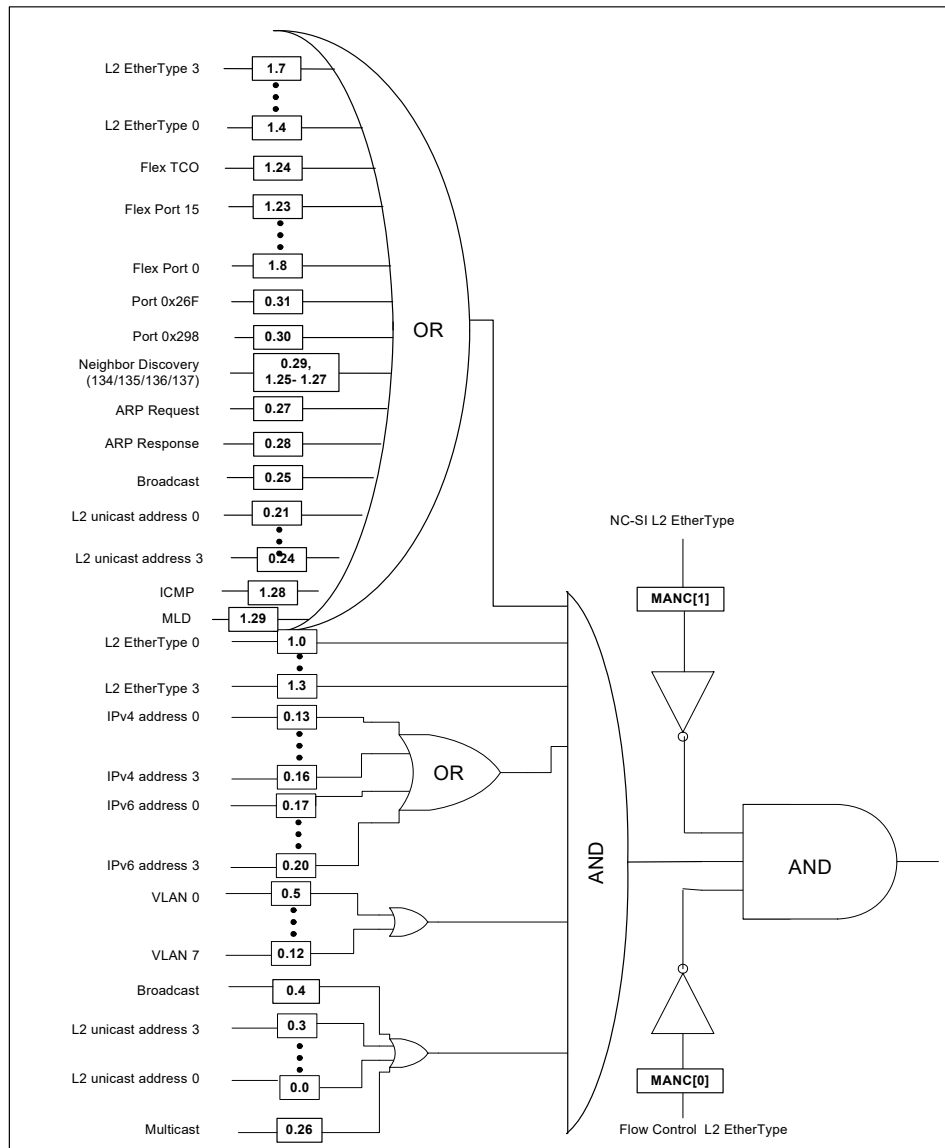 L2 EtherType 3
1.7
L2 EtherType 0
1.4
Flex TCO
1.24
Flex Port 15
1.23
Flex Port 0
1.8
Port 0x26F
0.31
OR
Port 0x298
0.30
Neighbor Discovery
(134/135/136/137)
0.29,
1.25- 1.27
ARP Request
0.27
ARP Response
0.28
Broadcast
0.25
L2 unicast address 0
0.21
L2 unicast address 3
0.24
ICMP
1.28
MLD
1.29
L2 EtherType 0
1.0
L2 EtherType 3
1.3
IPv4 address 0
0.13
IPv4 address 3
0.16
OR
IPv6 address 0
0.17
IPv6 address 3
0.20
VLAN 0
0.5
VLAN 7
0.12
Broadcast
0.4
L2 unicast address 3
0.3
L2 unicast address 0
0.0
Multicast
0.26
AND
NC-SI L2 EtherType
MANC[1]
AND
MANC[0]
Flow Control L2 EtherType